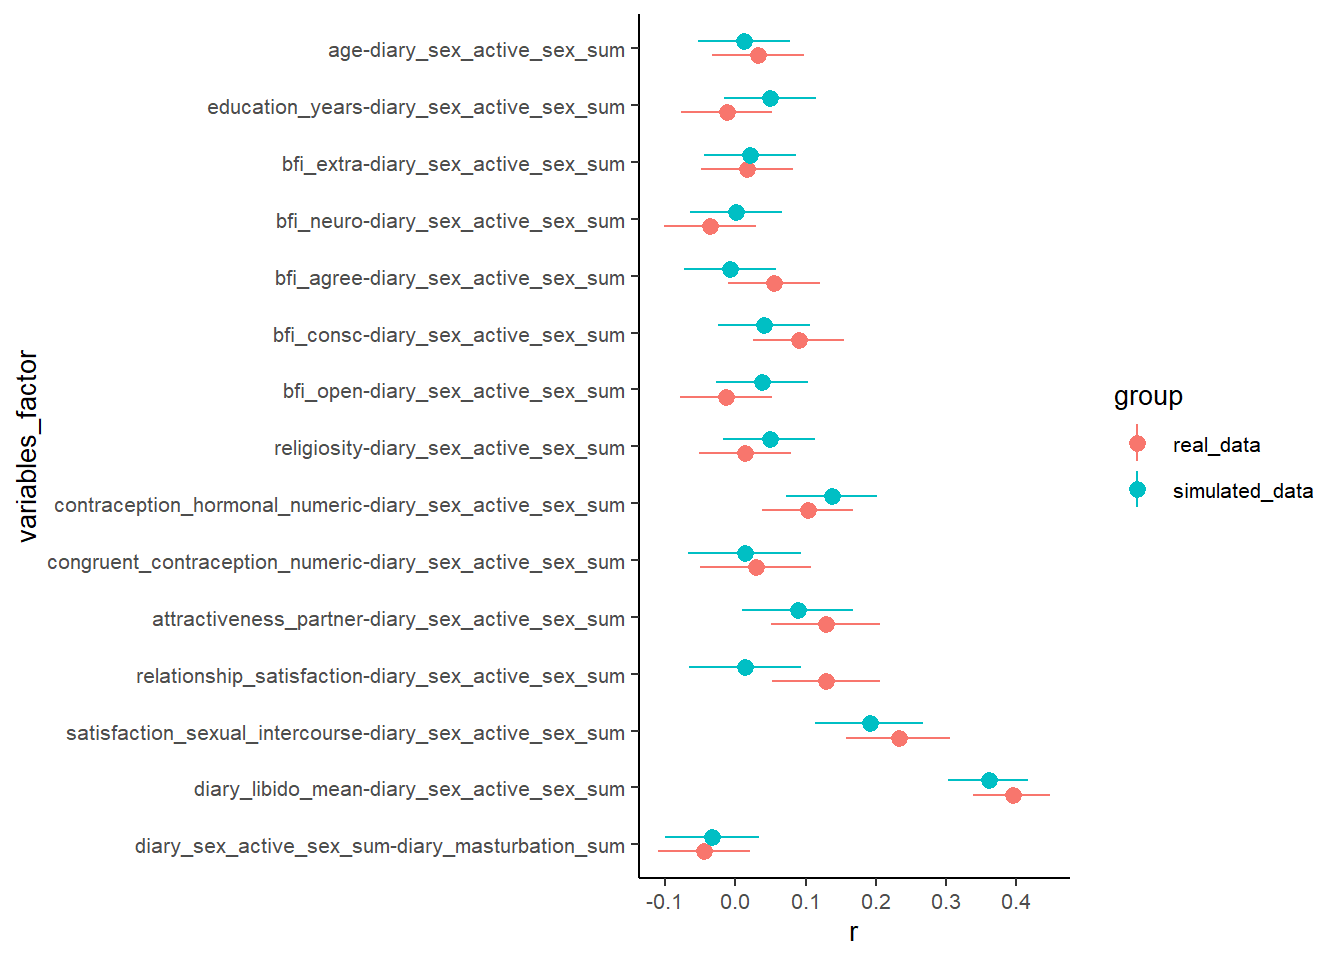 age-diary_sex_active_sex_sum
education_years-diary_sex_active_sex_sum
bfi_extra-diary_sex_active_sex_sum
bfi_neuro-diary_sex_active_sex_sum
bfi_agree-diary_sex_active_sex_sum
bfi_consc-diary_sex_active_sex_sum
bfi_open-diary_sex_active_sex_sum
religiosity-diary_sex_active_sex_sum
contraception_hormonal_numeric-diary_sex_active_sex_sum
congruent_contraception_numeric-diary_sex_active_sex_sum
attractiveness_partner-diary_sex_active_sex_sum
relationship_satisfaction-diary_sex_active_sex_sum
satisfaction_sexual_intercourse-diary_sex_active_sex_sum
diary_libido_mean-diary_sex_active_sex_sum
diary_sex_active_sex_sum-diary_masturbation_sum
variables_factor
-0.1 0.0 0.1 0.2 0.3 0.4
r
group
real_data
simulated_data